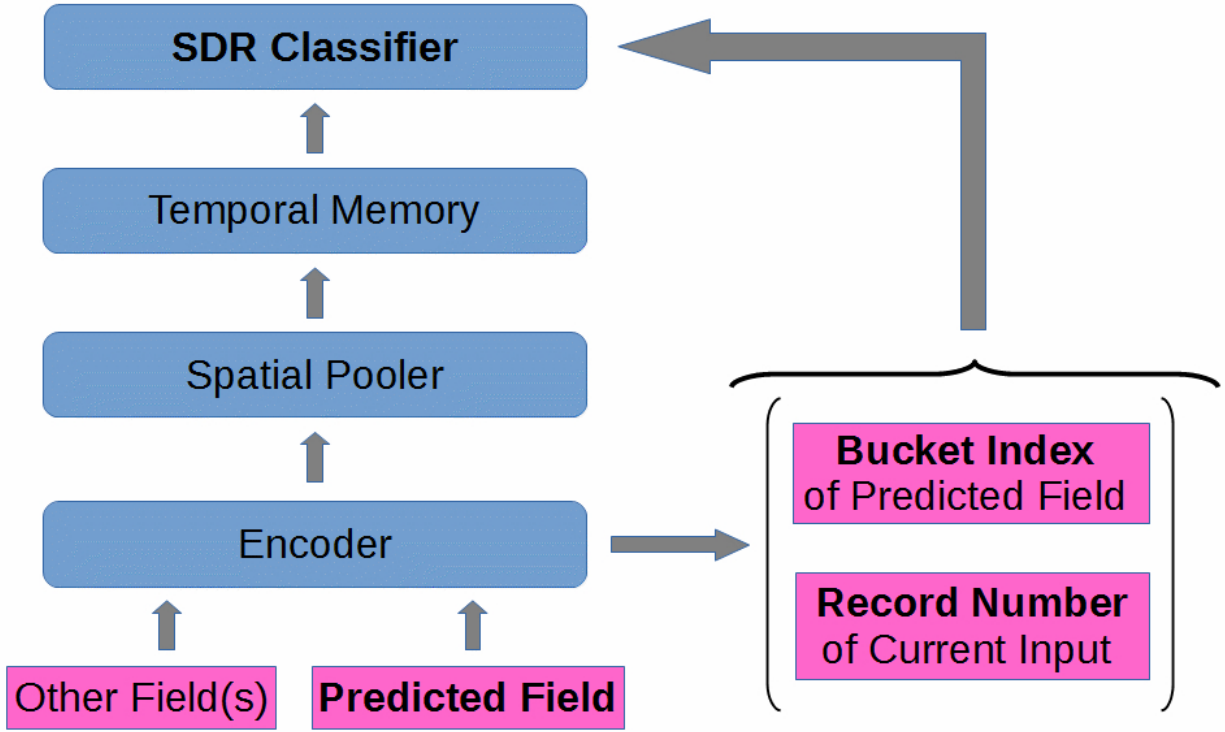 SDR Classifier
Temporal Memory
Spatial Pooler
Bucket Index
of Predicted Field
Encoder
Record Number
of Current Input
Other Field(s)
Predicted Field